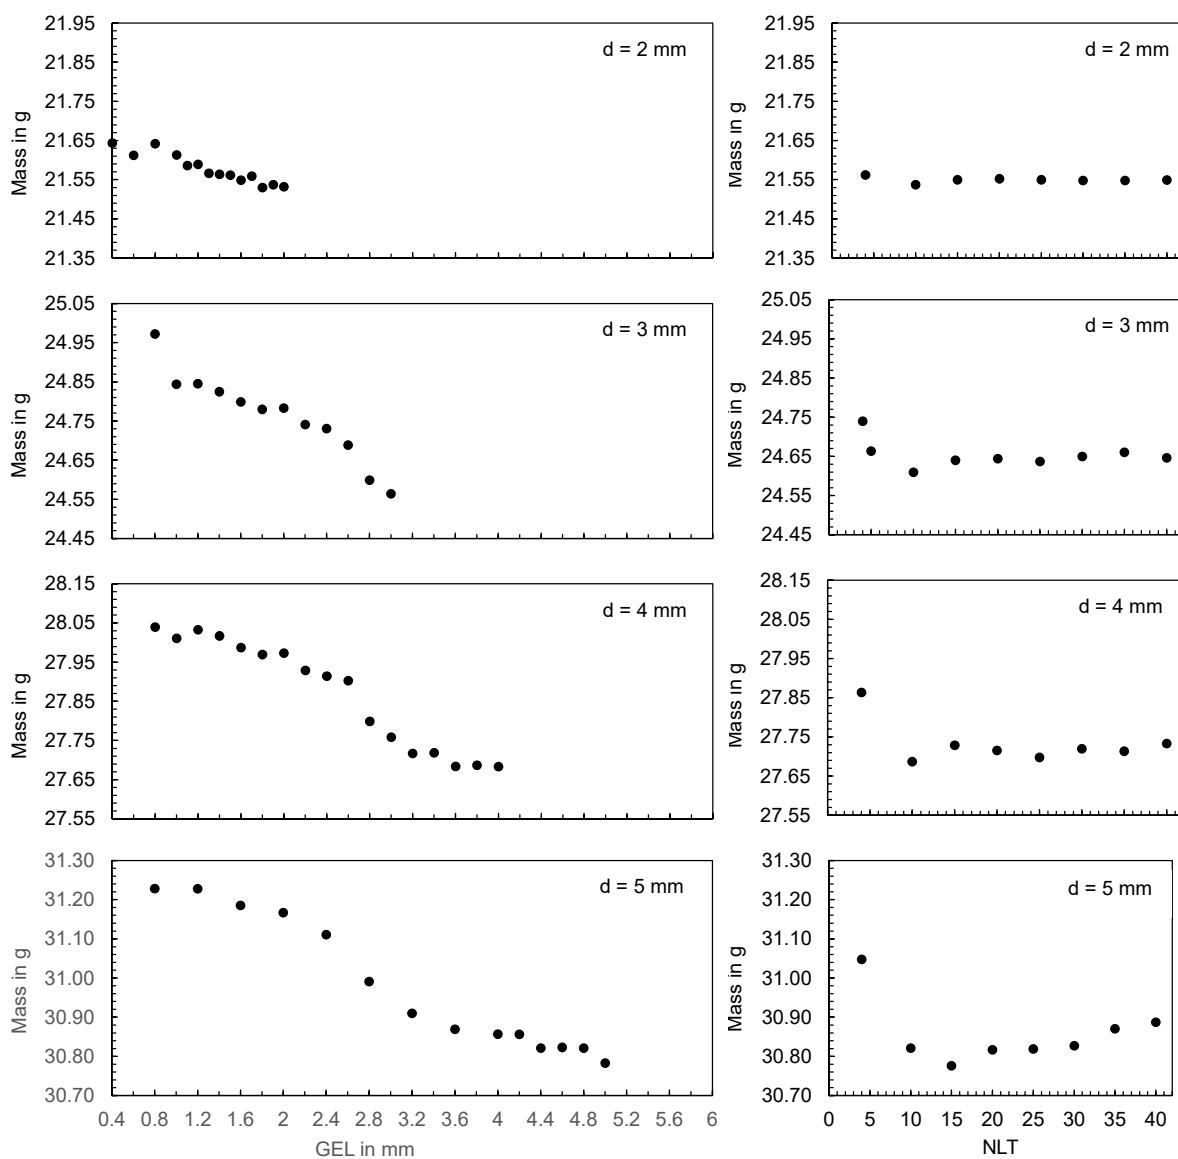 21.95
21.85
21.75
21.65
21.55
21.45
21.35
Mass in g
d = 2 mm
21.95
21.85
21.75
21.65
21.55
21.45
21.35
Mass in g
d = 2 mm
25.05
24.95
24.85
24.75
24.65
24.55
24.45
Mass in g
d = 3 mm
25.05
24.95
24.85
24.75
24.65
24.55
24.45
Mass in g
d = 3 mm
28.15
28.05
27.95
27.85
27.75
27.65
27.55
Mass in g
d = 4 mm
28.15
28.05
27.95
27.85
27.75
27.65
27.55
Mass in g
d = 4 mm
31.30
31.20
31.10
31.00
30.90
30.80
30.70
Mass in g
d = 5 mm
0.4 0.8 1.2 1.6 2 2.4 2.8 3.2 3.6 4 4.4 4.8 5.2 5.6 6
GEL in mm
31.30
31.20
31.10
31.00
30.90
30.80
30.70
Mass in g
d = 5 mm
0 5 10 15 20 25 30 35 40
NLT